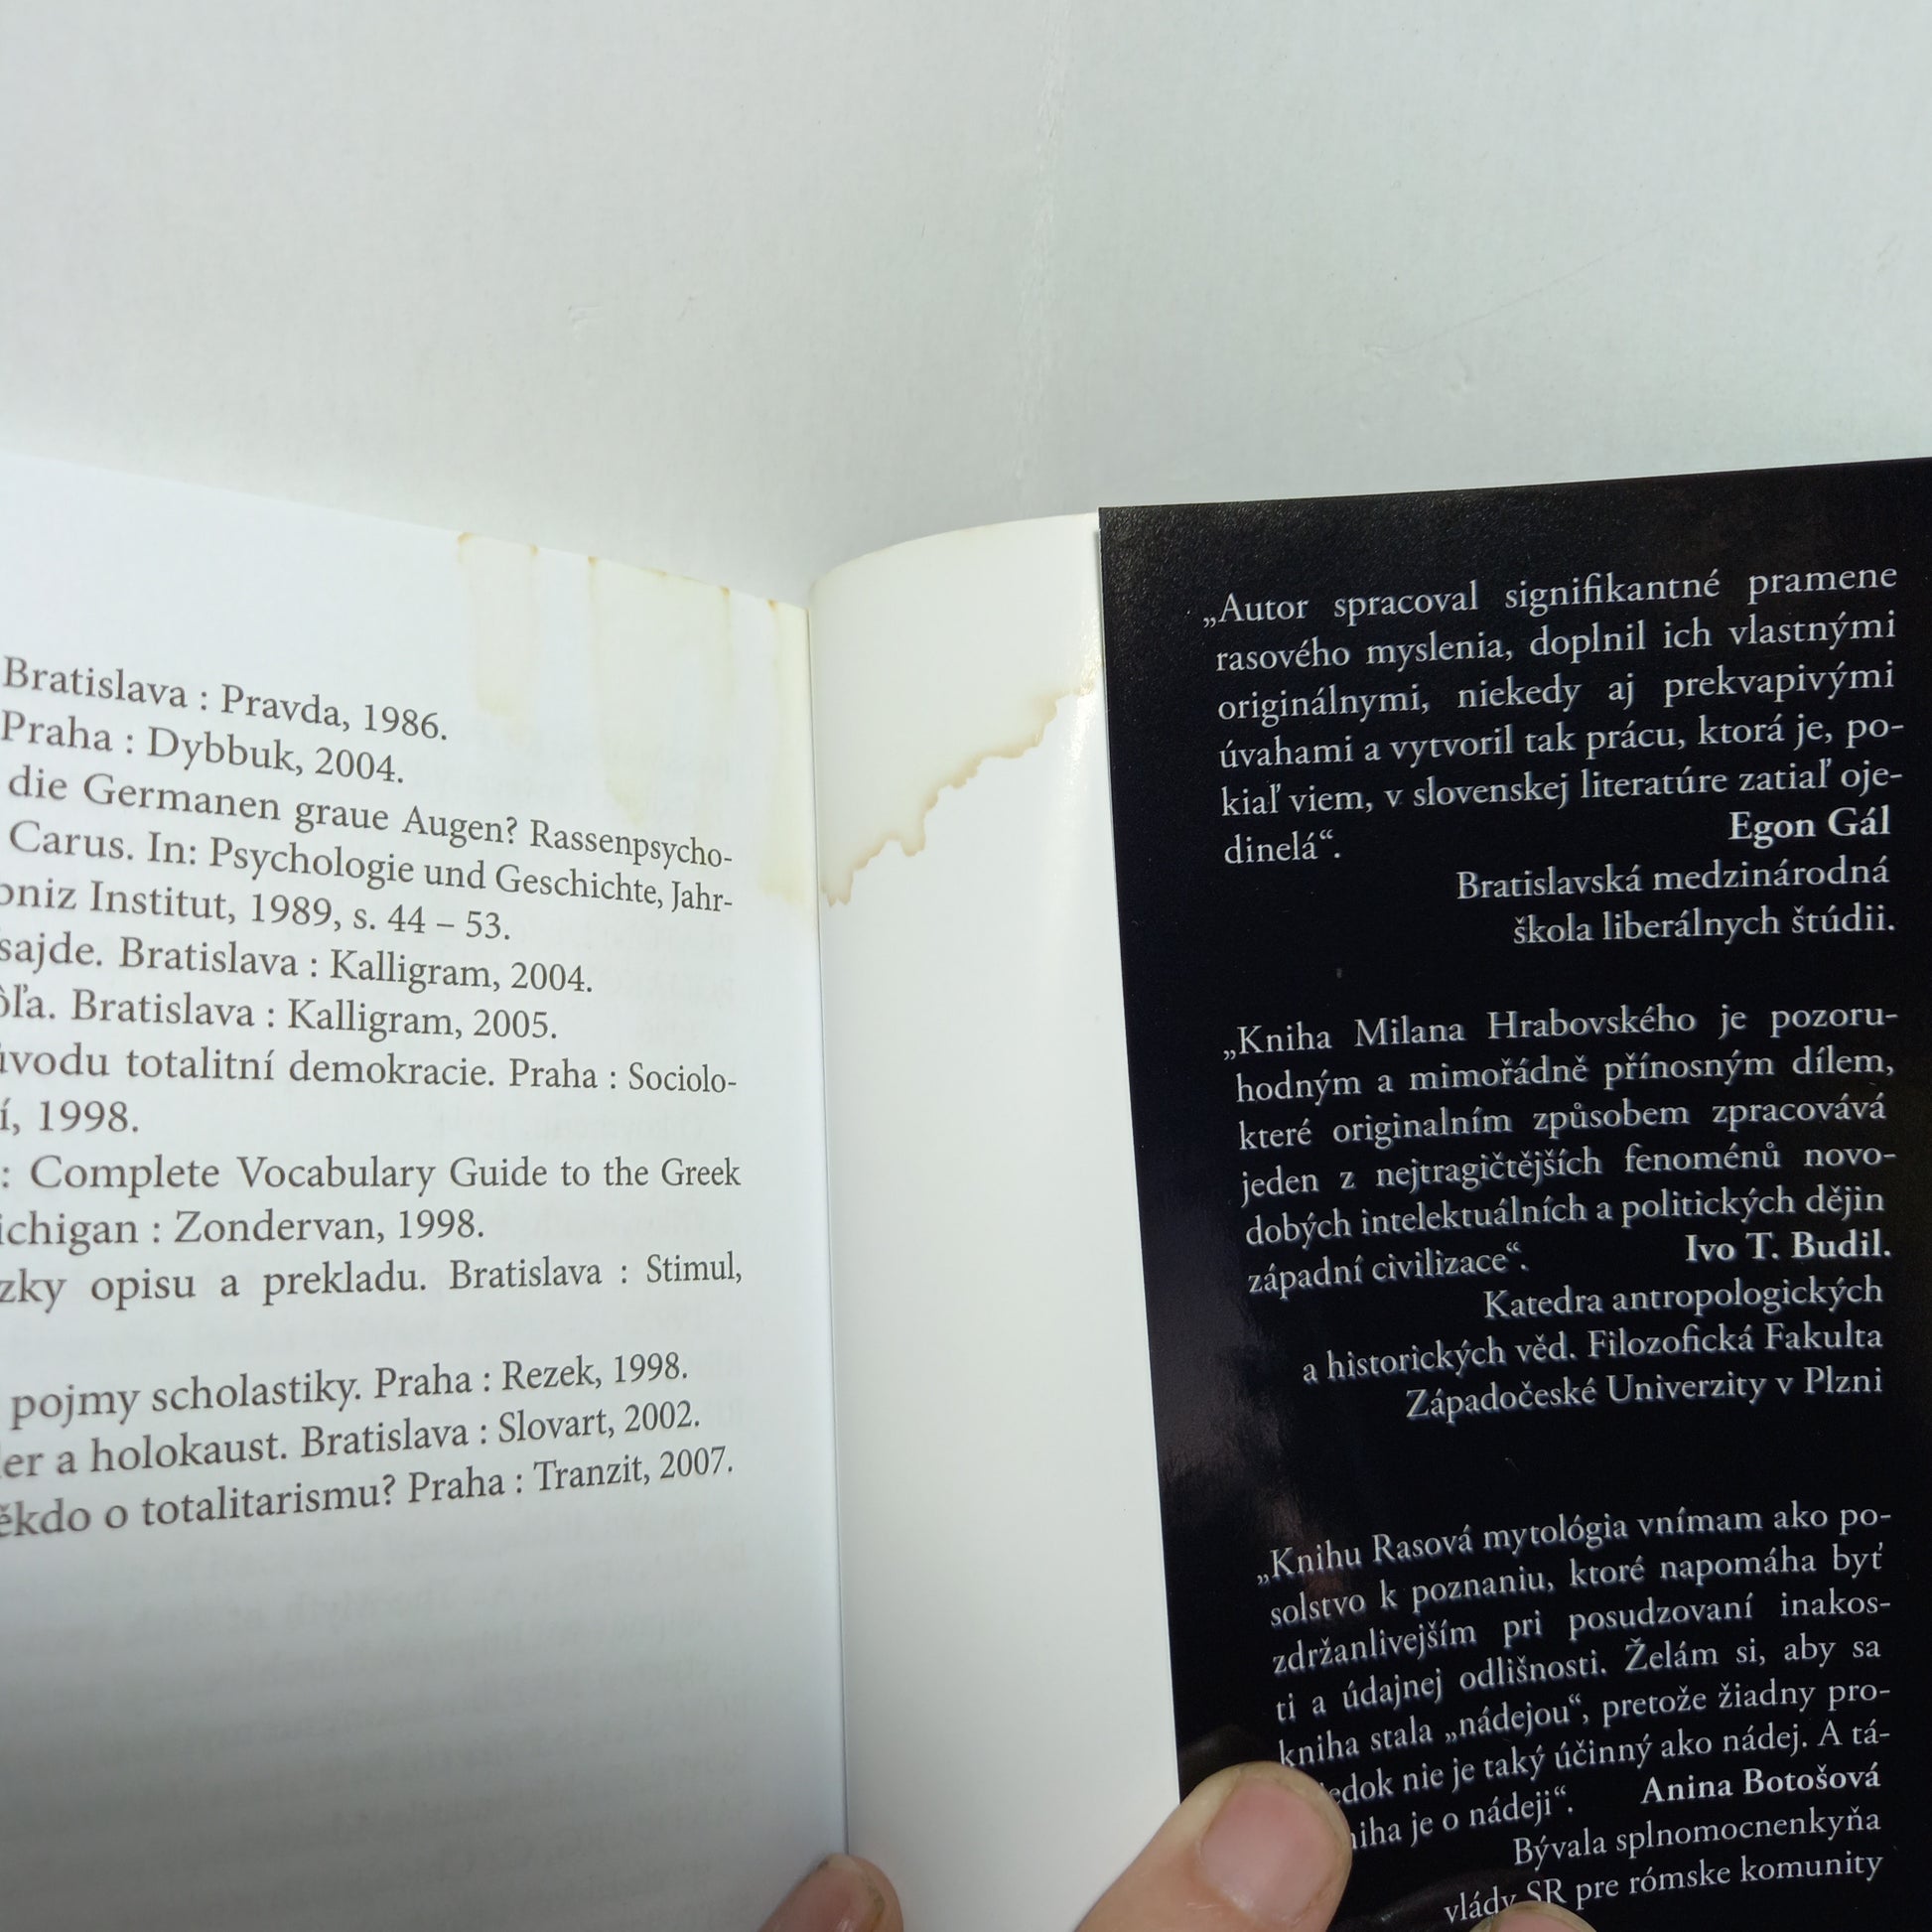 Bratislava : Pravda, 1986.
Praha : Dybbuk, 2004.
die Germanen graue Augen? Rassenpsycho-
Carus. In: Psychologie und Geschichte, Jahr-
Institut, 1989, s. 44 – 53.
Bratislava : Kalligram, 2004.
Bratislava : Kalligram, 2005.
totalitní demokracie. Praha : Sociolo-
í, 1998.
: Complete Vocabulary Guide to the Greek
ichigan : Zondervan, 1998.
zky opisu a prekladu. Bratislava : Stimul,
pojmy scholastiky. Praha : Rezek, 1998.
a holokaust. Bratislava : Slovart, 2002.
ěkdo o totalitarismu? Praha : Tranzit, 2007.
„Autor spracoval signifikantné pramene
rasového myslenia, doplnil ich vlastnými
originálnymi, niekedy aj prekvapivými
úvahami a vytvoril tak prácu, ktorá je, po-
kiaľ viem, v slovenskej literatúre zatiaľ oje-
dinelá“.
Egon Gál
Bratislavská medzinárodná
škola liberálnych štúdii.
„Kniha Milana Hrabovského je pozoru-
hodným a mimořádně přínosným dílem,
které originalním způsobem zpracovává
jeden z nejtragičtějších fenoménů novo-
dobých intelektuálních a politických dějin
západní civilizace“. Ivo T. Budil.
Katedra antropologických
a historických věd. Filozofická Fakulta
Západočeské Univerzity v Plzni
„Knihu Rasová mytológia vnímam ako po-
solstvo k poznaniu, ktoré napomáha byť
zdržanlivejším pri posudzovaní inakos-
ti a údajnej odlišnosti. Želám si, aby sa
kniha stala „nádejou“, pretože žiadny pro-
edok nie je taký účinný ako nádej. A tá-
niha je o nádeji“. Anina Botošová
Bývala splnomocnenkyňa
vlády SR pre rómske komunity